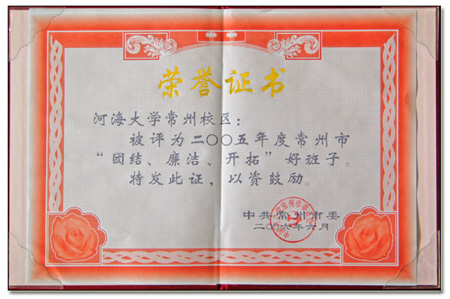 荣誉证书
河海大学常州校区：
被评为二〇〇五年度常州市
“团结、廉洁、开拓”好班子。
特发此证，以资鼓励。
中共常州市委
二〇〇六年六月